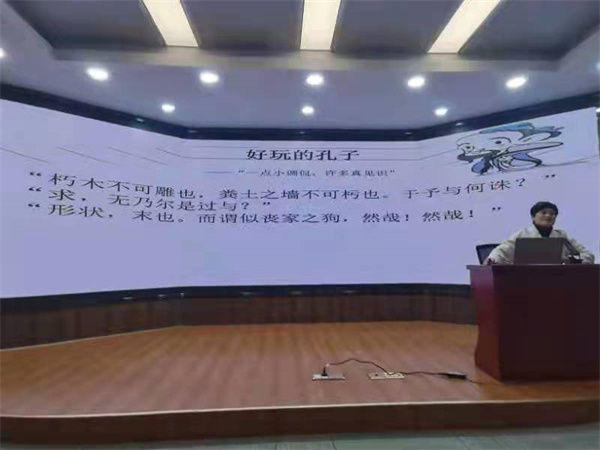 好玩的孔子
——“一点小调侃，许多真见识”
“朽木不可雕也，粪土之墙不可杇也。于予与何诛？”
“求，无乃尔是过与？”
“形状，末也。而谓似丧家之狗，然哉！然哉！”